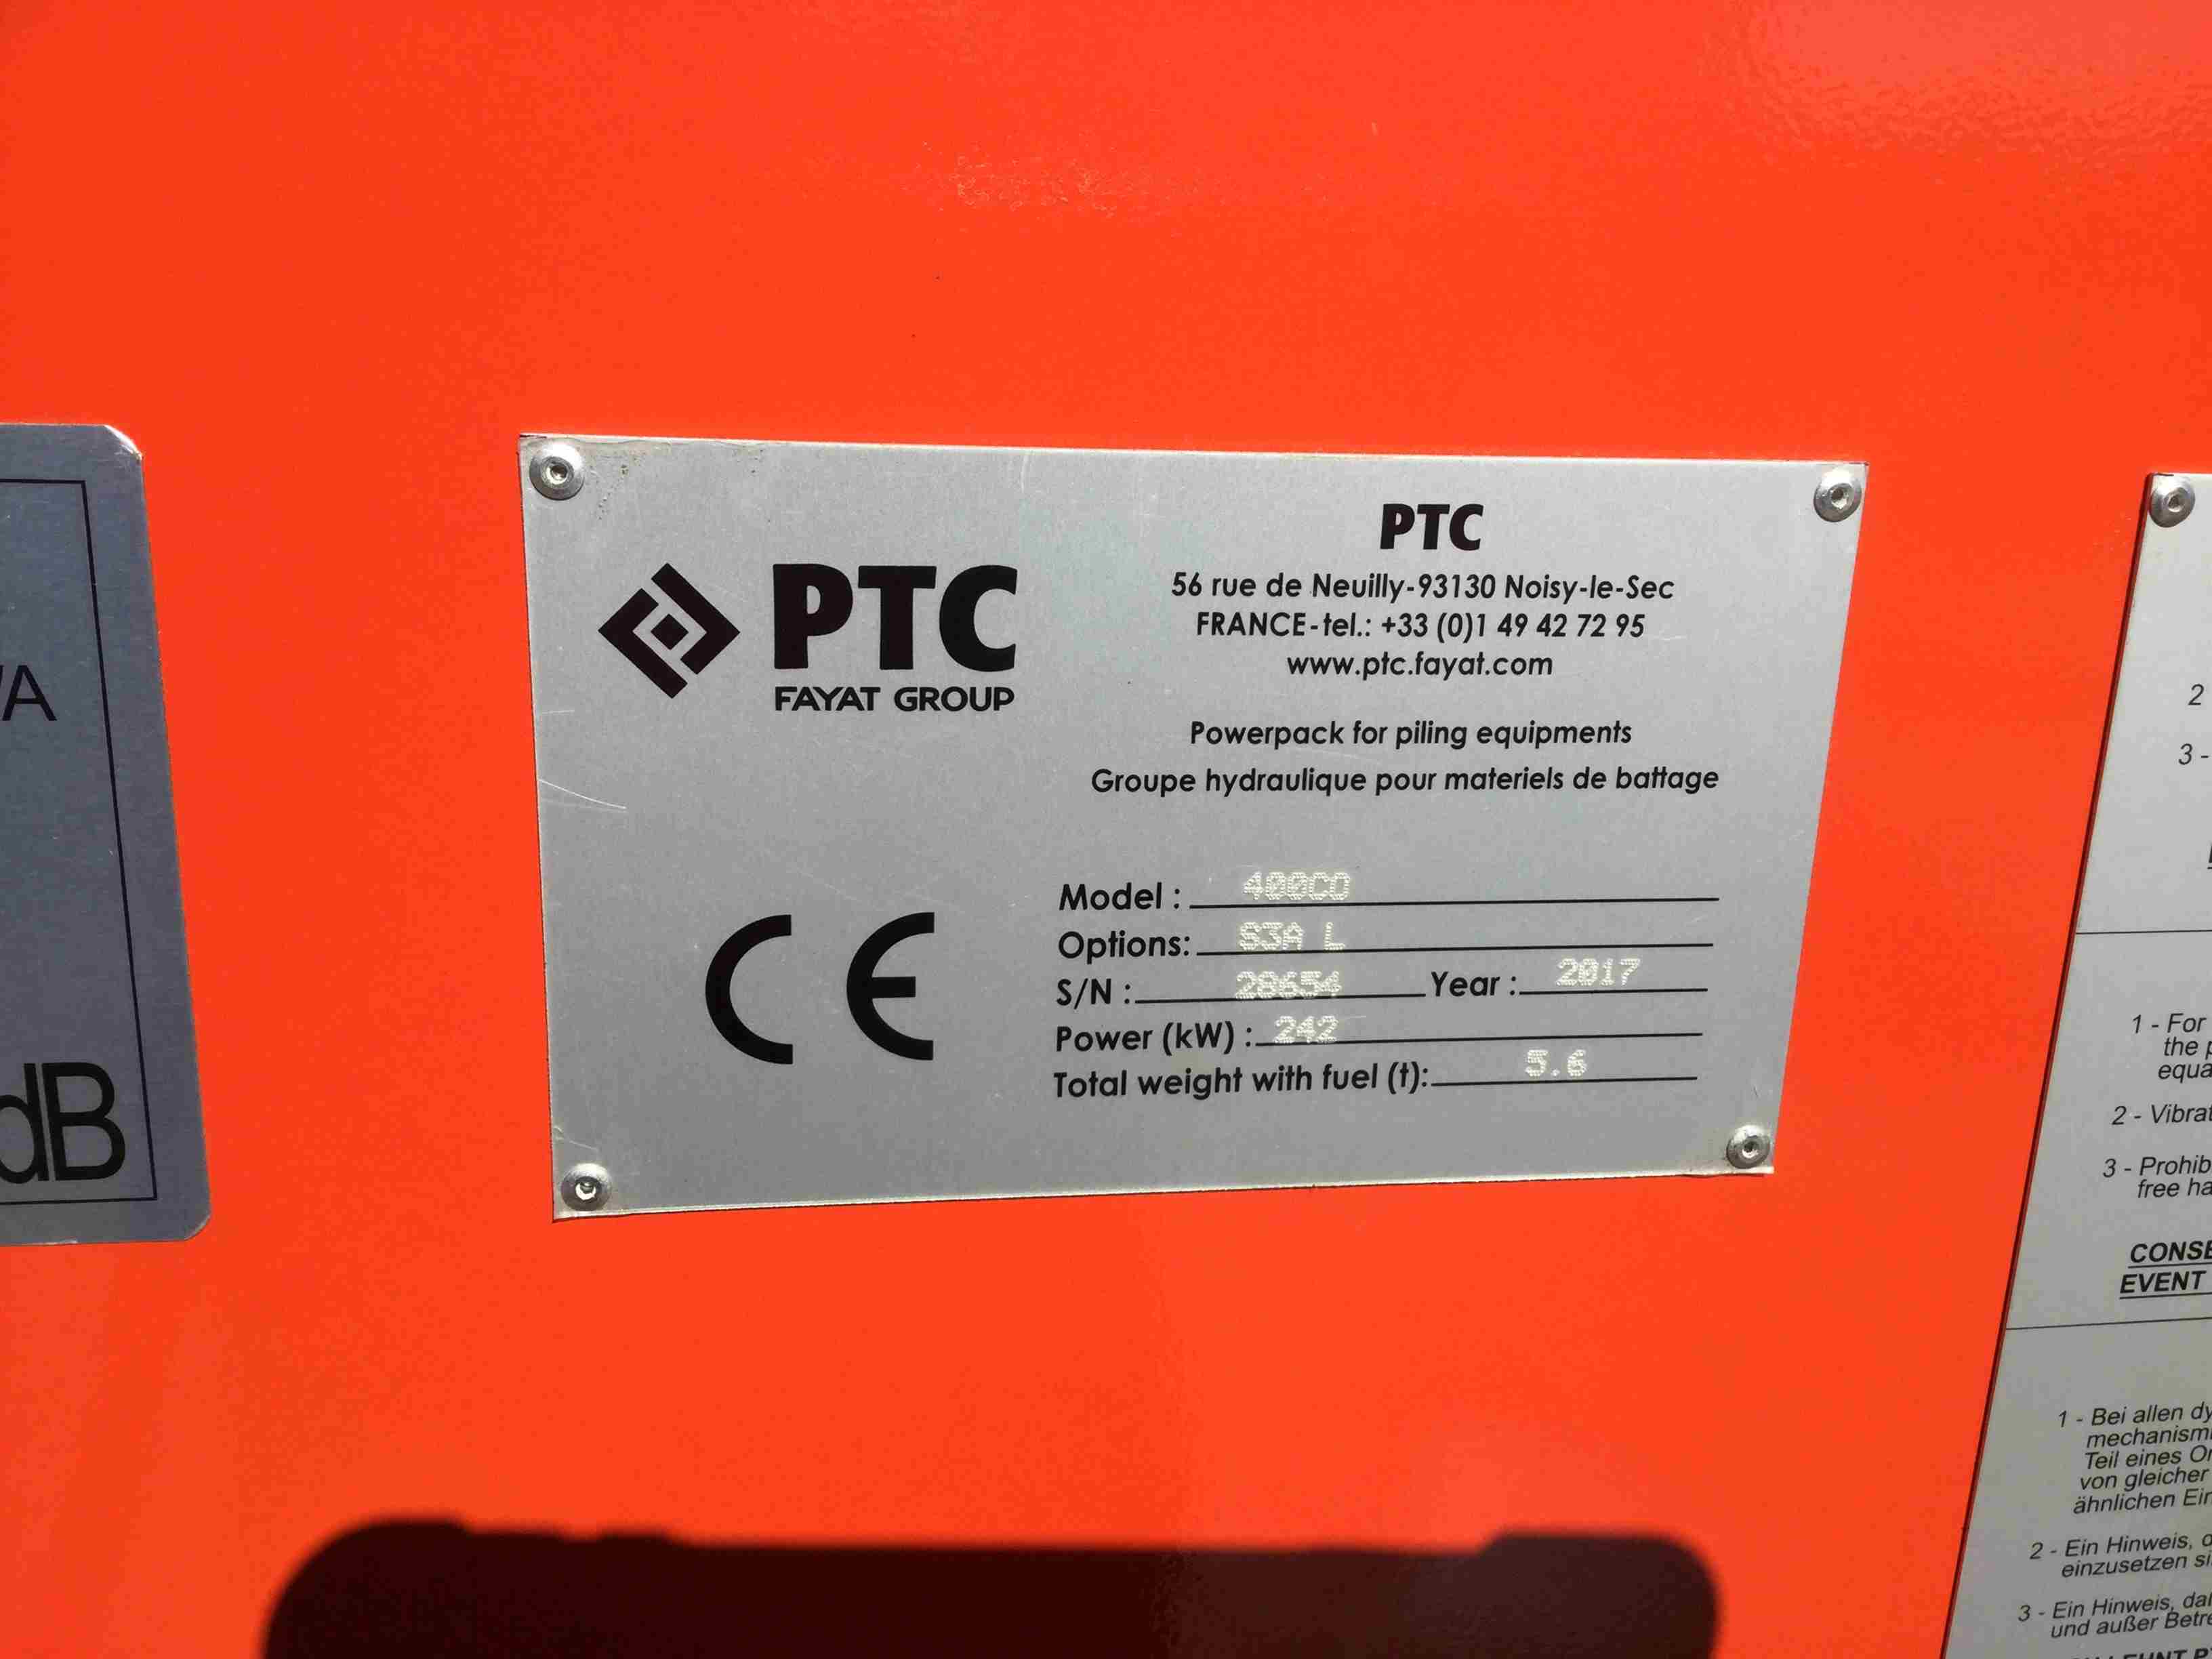 /A
dB
PTC
FAYAT GROUP
PTC
56 rue de Neuilly-93130 Noisy-le-Sec
FRANCE-tel.: +33 (0)1 49 42 72 95
www.ptc.fayat.com
Powerpack for piling equipments
Groupe hydraulique pour materiels de battage
CE
Model : 400CO
Options: S3A L
S/N : 28654 Year : 2017
Power (kW) : 242
Total weight with fuel (t): 5.6
2
3 -
1 - For
the
equa
2 - Vibrat
3 - Prohib
free ha
CONSE
EVENT
1 - Bei allen dy
mechanism
Teil eines Or
von gleicher
ähnlichen Ein
2 - Ein Hinweis, d
einzusetzen si
3 - Ein Hinweis, daß
und außer Betre